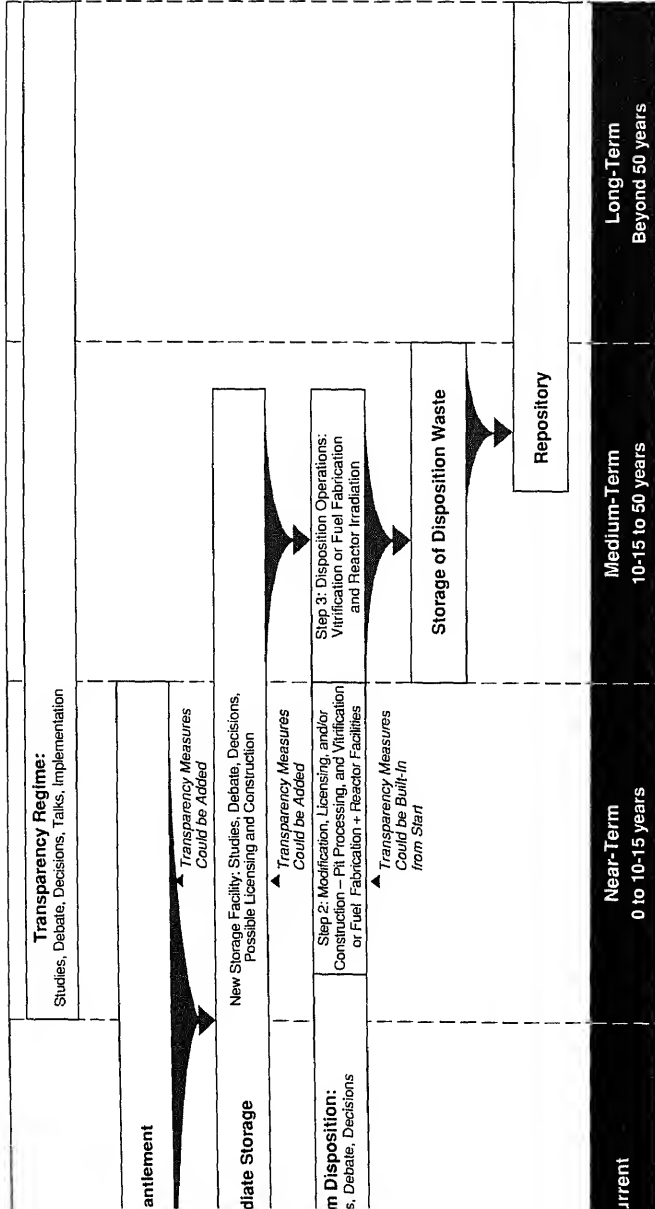 Transparency Regime:
Studies, Debate, Decisions, Talks, Implementation
antlement
Transparency Measures
Could be Added
diate Storage
New Storage Facility: Studies, Debate, Decisions,
Possible Licensing and Construction
Transparency Measures
Could be Added
m Disposition:
s, Debate, Decisions
Step 2: Modification, Licensing, and/or
Construction – Pit Processing, and Vitrification
or Fuel Fabrication + Reactor Facilities
Step 3: Disposition Operations:
Vitrification or Fuel Fabrication
and Reactor Irradiation
Transparency Measures
Could be Built-In
from Start
Storage of Disposition Waste
Repository
urrent
Near-Term
0 to 10-15 years
Medium-Term
10-15 to 50 years
Long-Term
Beyond 50 years